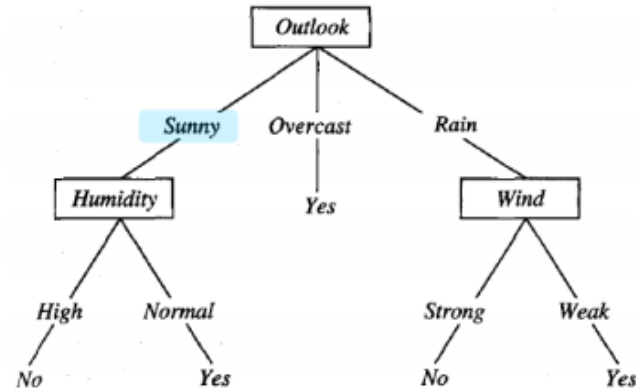 Outlook
Sunny Overcast Rain
Humidity Yes Wind
High Normal Strong Weak
No Yes No Yes